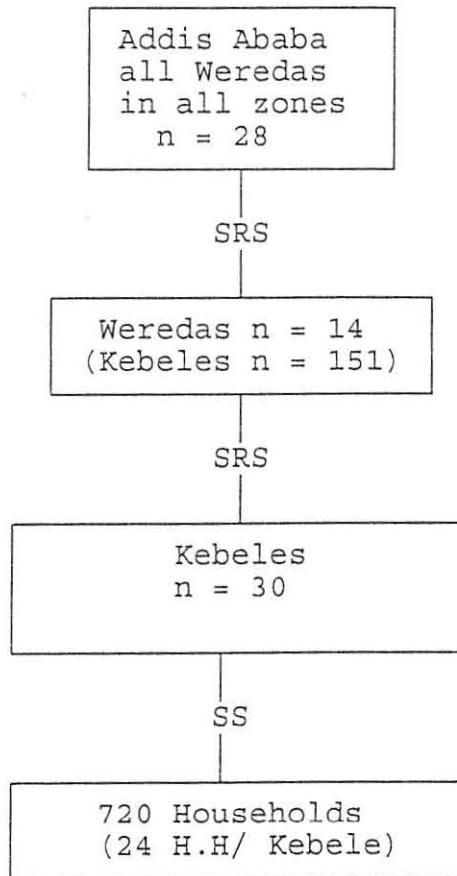 Addis Ababa
all Weredas
in all zones
n = 28
SRS
Weredas n = 14
(Kebeles n = 151)
SRS
Kebeles
n = 30
SS
720 Households
(24 H.H/ Kebele)